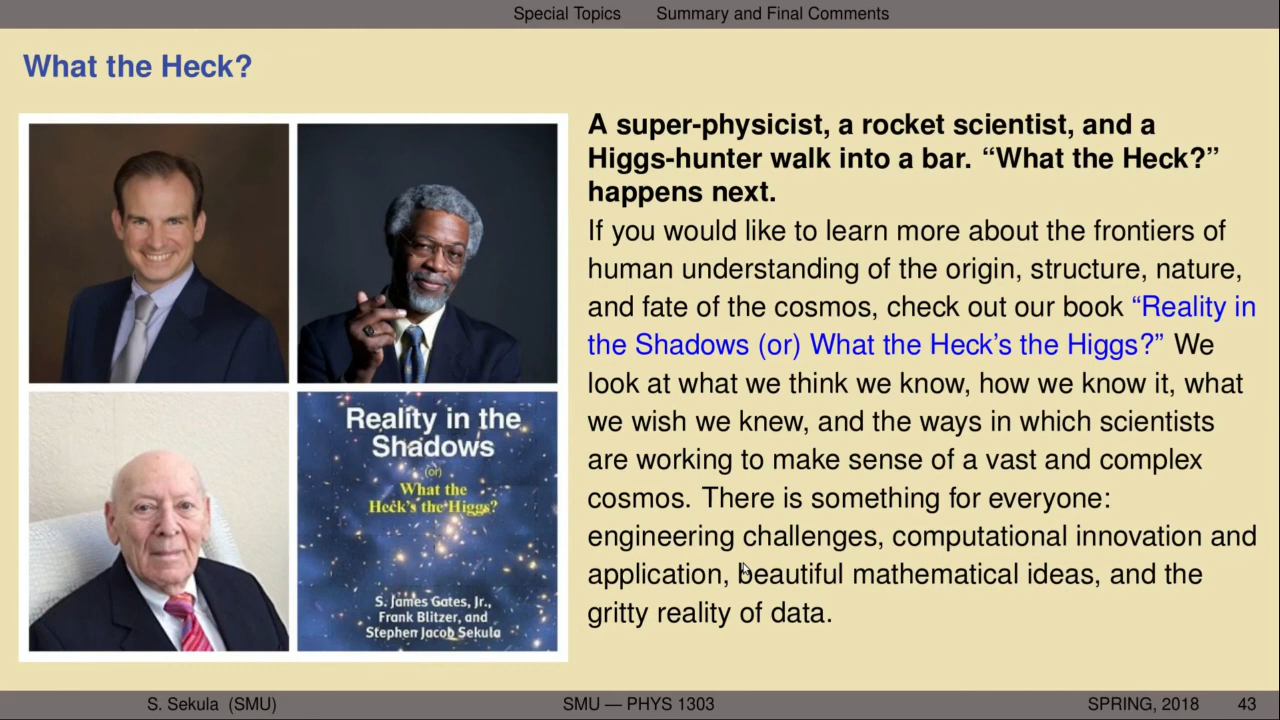 Special Topics Summary and Final Comments
What the Heck?
Reality in the
Shadows
(or)
What the
Heck's the Higgs?
S. James Gates, Jr.,
Frank Blitzer, and
Stephen Jacob Sekula
A super-physicist, a rocket scientist, and a
Higgs-hunter walk into a bar. “What the Heck?”
happens next.
If you would like to learn more about the frontiers of
human understanding of the origin, structure, nature,
and fate of the cosmos, check out our book “Reality in
the Shadows (or) What the Heck’s the Higgs?” We
look at what we think we know, how we know it, what
we wish we knew, and the ways in which scientists
are working to make sense of a vast and complex
cosmos. There is something for everyone:
engineering challenges, computational innovation and
application, beautiful mathematical ideas, and the
gritty reality of data.
S. Sekula (SMU) SMU — PHYS 1303 SPRING, 2018 43